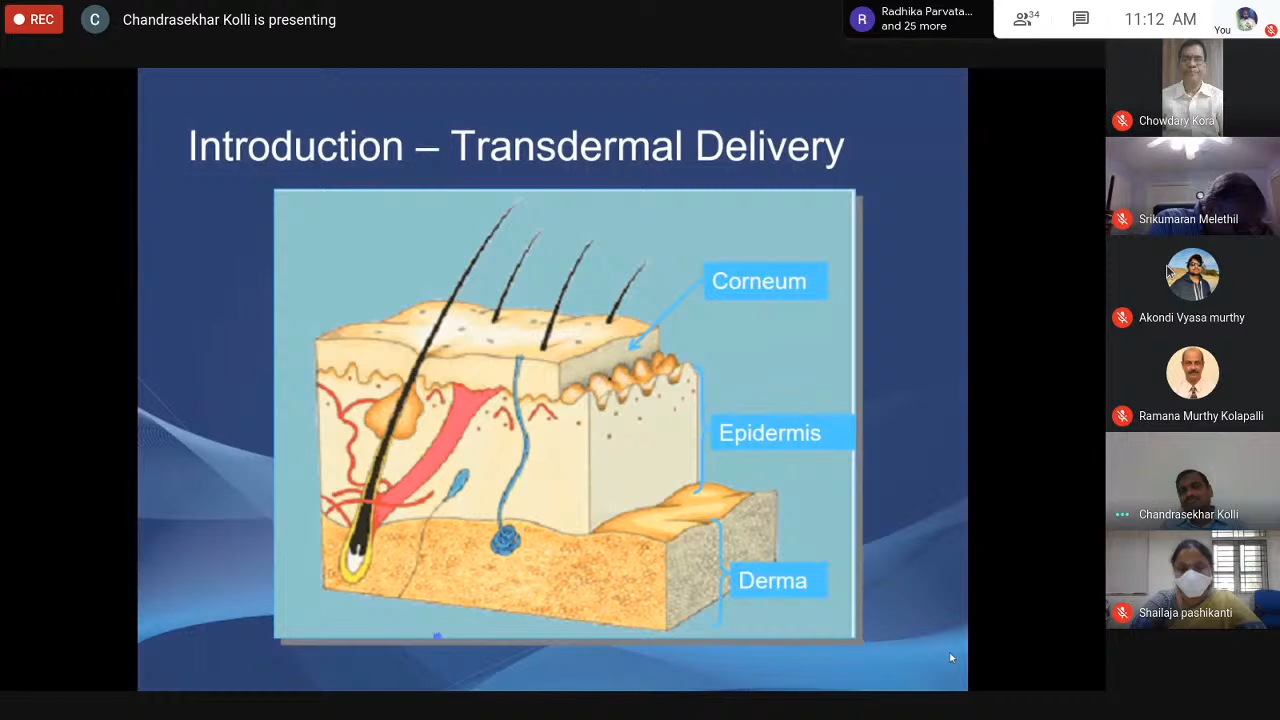 REC
C
Chandrasekhar Kolli is presenting
R
Radhika Parvata...
and 25 more
34
11:12 AM
You
Introduction – Transdermal Delivery
Corneum
Epidermis
Derma
Chowdary Kora
Srikumaran Melethil
Akondi Vyasa murthy
Ramana Murthy Kolapalli
Chandrasekhar Kolli
Shailaja pashikanti